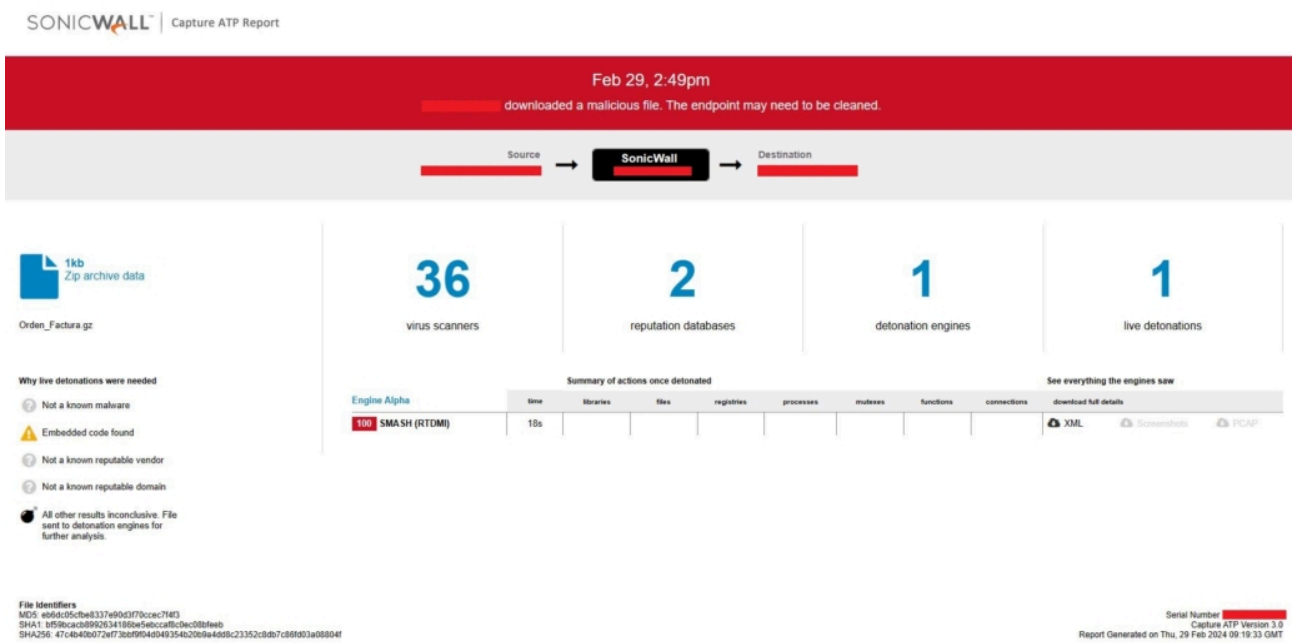 SONICWALL Capture ATP Report
Feb 29, 2:49pm
downloaded a malicious file. The endpoint may need to be cleaned.
Source
SonicWall
Destination
1kb
Zip archive data
Orden_Factura.gz
36
virus scanners
2
reputation databases
1
detonation engines
1
live detonations
Why live detonations were needed
Not a known malware
Embedded code found
Not a known reputable vendor
Not a known reputable domain
All other results inconclusive. File
sent to detonation engines for
further analysis.
Summary of actions once detonated
See everything the engines saw
Engine Alpha time libraries files registries processes mutexes functions connections download full details
100 SMASH (RTDMI) 18s XML Screenshots PCAP
File Identifiers
MD5: eb6dc05cfbe8337e90d3f70ccec7f4f3
SHA1: bf59bcacb8992634186be5ebccaf8c0ec08bfeeb
SHA256: 47c4b40b072ef73bbf9f04d049354b20b9a4dd8c23352c8db7c86fd03a08804f
Serial Number
Capture ATP Version 3.0
Report Generated on Thu, 29 Feb 2024 09:19:33 GMT